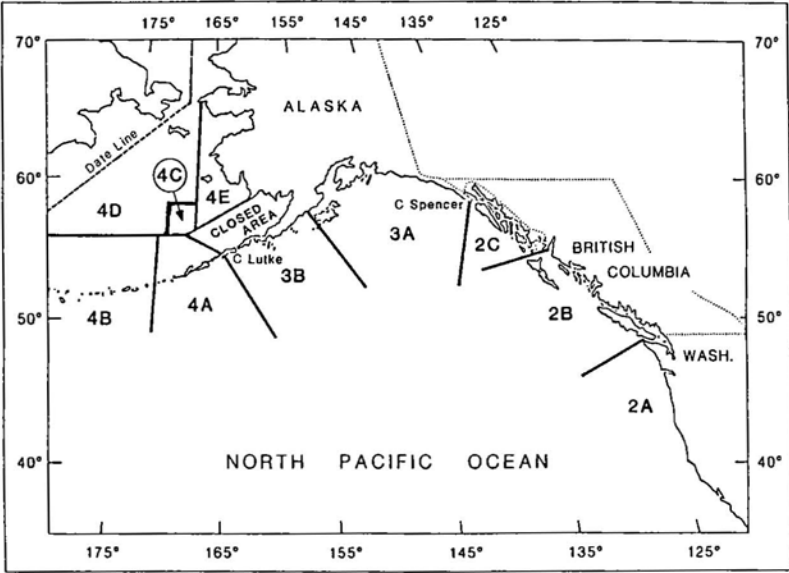 175° 165° 155° 145° 135° 125°
70° 70°
ALASKA
Date Line
60° 4C 4E 60°
4D CLOSED AREA C Spencer 3A 2C BRITISH
C Lutke 3B COLUMBIA
4B 4A 2B
50° 50°
WASH.
2A
40° NORTH PACIFIC OCEAN 40°
175° 165° 155° 145° 135° 125°